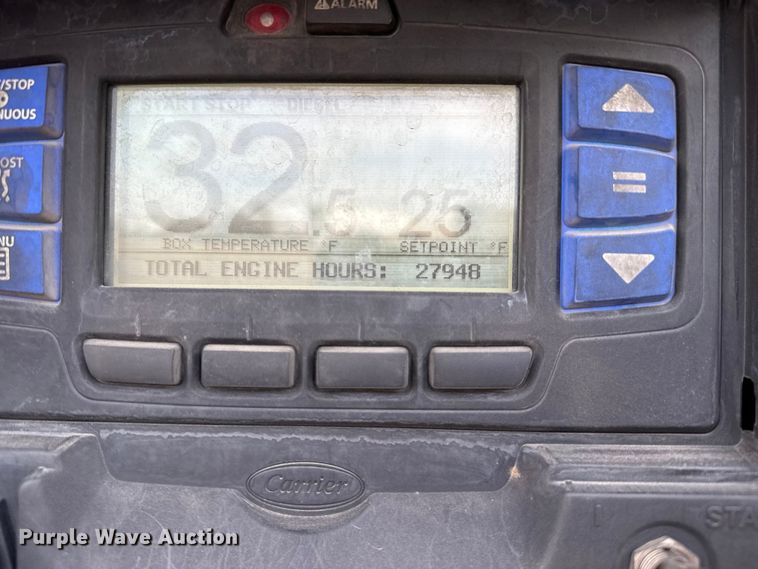 ALARM
/STOP
NUOUS
OST
NU
START STOP DIESEL
32.5 25
BOX TEMPERATURE °F SETPOINT °F
TOTAL ENGINE HOURS: 27948
Carrier
I STA
Purple Wave Auction